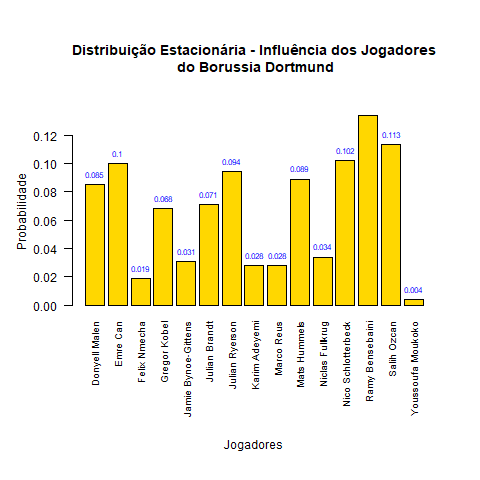 Distribuição Estacionária - Influência dos Jogadores
do Borussia Dortmund
Probabilidade
0.12
0.10
0.08
0.06
0.04
0.02
0.00
0.085
0.1
0.019
0.068
0.031
0.071
0.094
0.028
0.028
0.089
0.034
0.102
0.113
0.004
Donyell Malen
Emre Can
Felix Nmecha
Gregor Kobel
Jamie Bynoe-Gittens
Julian Brandt
Julian Ryerson
Karim Adeyemi
Marco Reus
Mats Hummels
Niclas Fulkrug
Nico Schlotterbeck
Ramy Bensebaini
Salih Ozcan
Youssoufa Moukoko
Jogadores